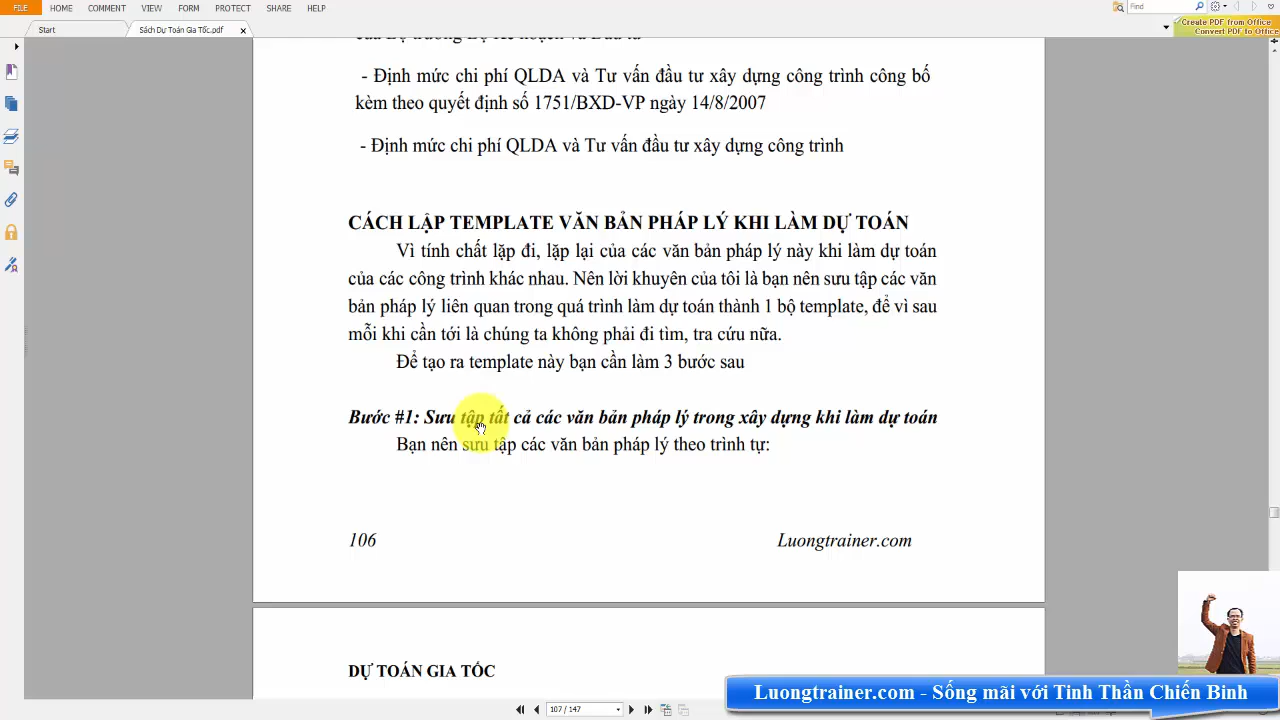 FILE HOME COMMENT VIEW FORM PROTECT SHARE HELP
Find
Start Sách Dự Toán Gia Tốc.pdf
Create PDF from Office
Convert PDF to Office
- Định mức chi phí QLDA và Tư vấn đầu tư xây dựng công trình công bố
kèm theo quyết định số 1751/BXD-VP ngày 14/8/2007
- Định mức chi phí QLDA và Tư vấn đầu tư xây dựng công trình
CÁCH LẬP TEMPLATE VĂN BẢN PHÁP LÝ KHI LÀM DỰ TOÁN
Vì tính chất lặp đi, lặp lại của các văn bản pháp lý này khi làm dự toán
của các công trình khác nhau. Nên lời khuyên của tôi là bạn nên sưu tập các văn
bản pháp lý liên quan trong quá trình làm dự toán thành 1 bộ template, để vì sau
mỗi khi cần tới là chúng ta không phải đi tìm, tra cứu nữa.
Để tạo ra template này bạn cần làm 3 bước sau
Bước #1: Sưu tập tất cả các văn bản pháp lý trong xây dựng khi làm dự toán
Bạn nên sưu tập các văn bản pháp lý theo trình tự:
106 Luongtrainer.com
DỰ TOÁN GIA TỐC
Luongtrainer.com - Sống mãi với Tinh Thần Chiến Binh
107 / 147